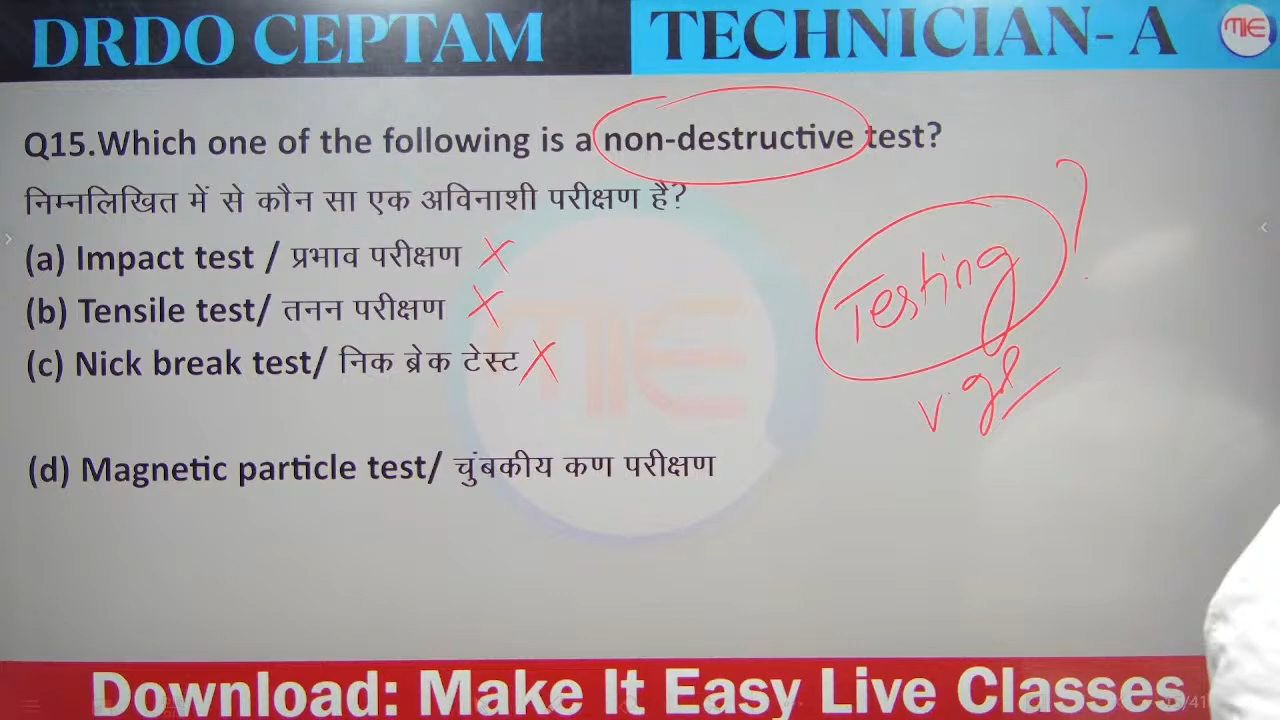 DRDO CEPTAM TECHNICIAN- A
MIE
Q15.Which one of the following is a non-destructive test?
निम्नलिखित में से कौन सा एक अविनाशी परीक्षण है?
(a) Impact test / प्रभाव परीक्षण
(b) Tensile test/ तनन परीक्षण
(c) Nick break test/ निक ब्रेक टेस्ट
(d) Magnetic particle test/ चुंबकीय कण परीक्षण
Testing
MIE
Download: Make It Easy Live Classes